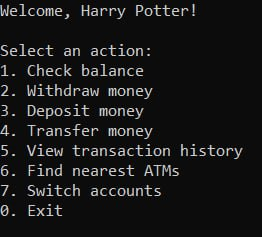 Welcome, Harry Potter!
Select an action:
1. Check balance
2. Withdraw money
3. Deposit money
4. Transfer money
5. View transaction history
6. Find nearest ATMs
7. Switch accounts
0. Exit